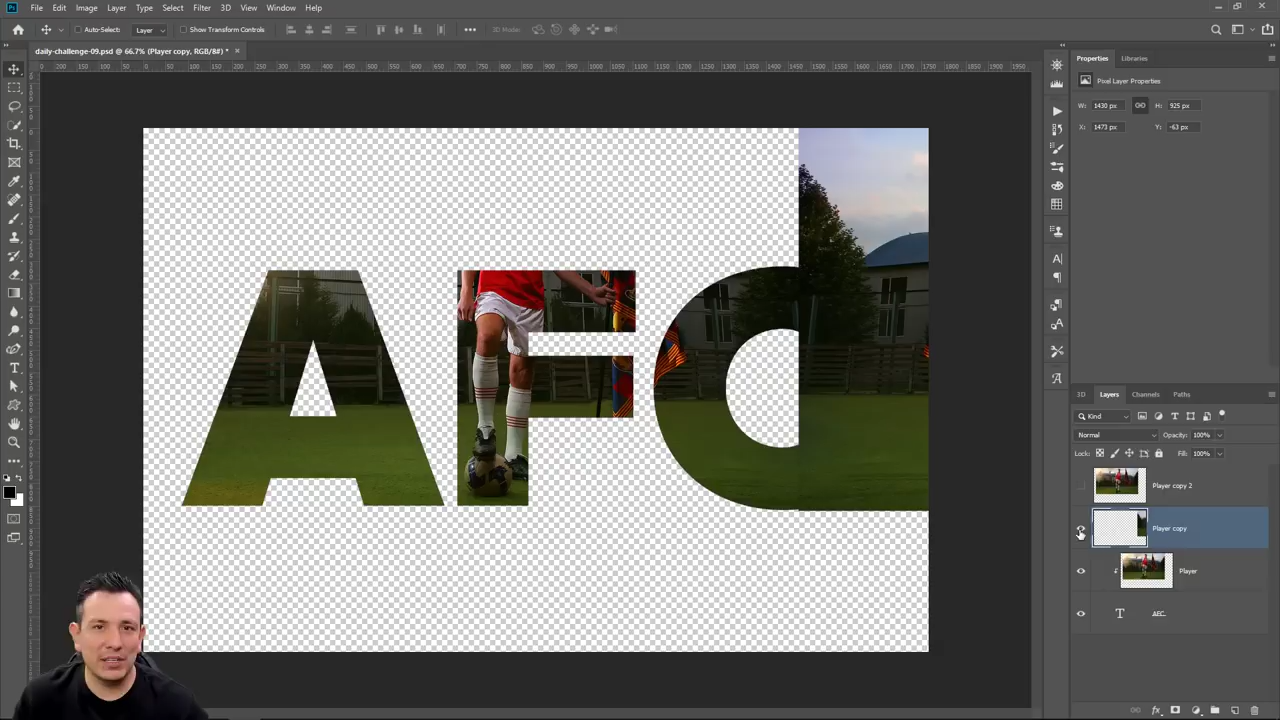 File Edit Image Layer Type Select Filter 3D View Window Help
Auto-Select: Layer Show Transform Controls 3D Mode:
daily-challenge-09.psd @ 66.7% (Player copy, RGB/8#) *
Properties Libraries
Pixel Layer Properties
W: 1430 px H: 925 px
X: 1473 px Y: -63 px
AFC
3D Layers Channels Paths
Kind
Normal Opacity: 100%
Lock: Fill: 100%
Player copy 2
Player copy
Player
AFC